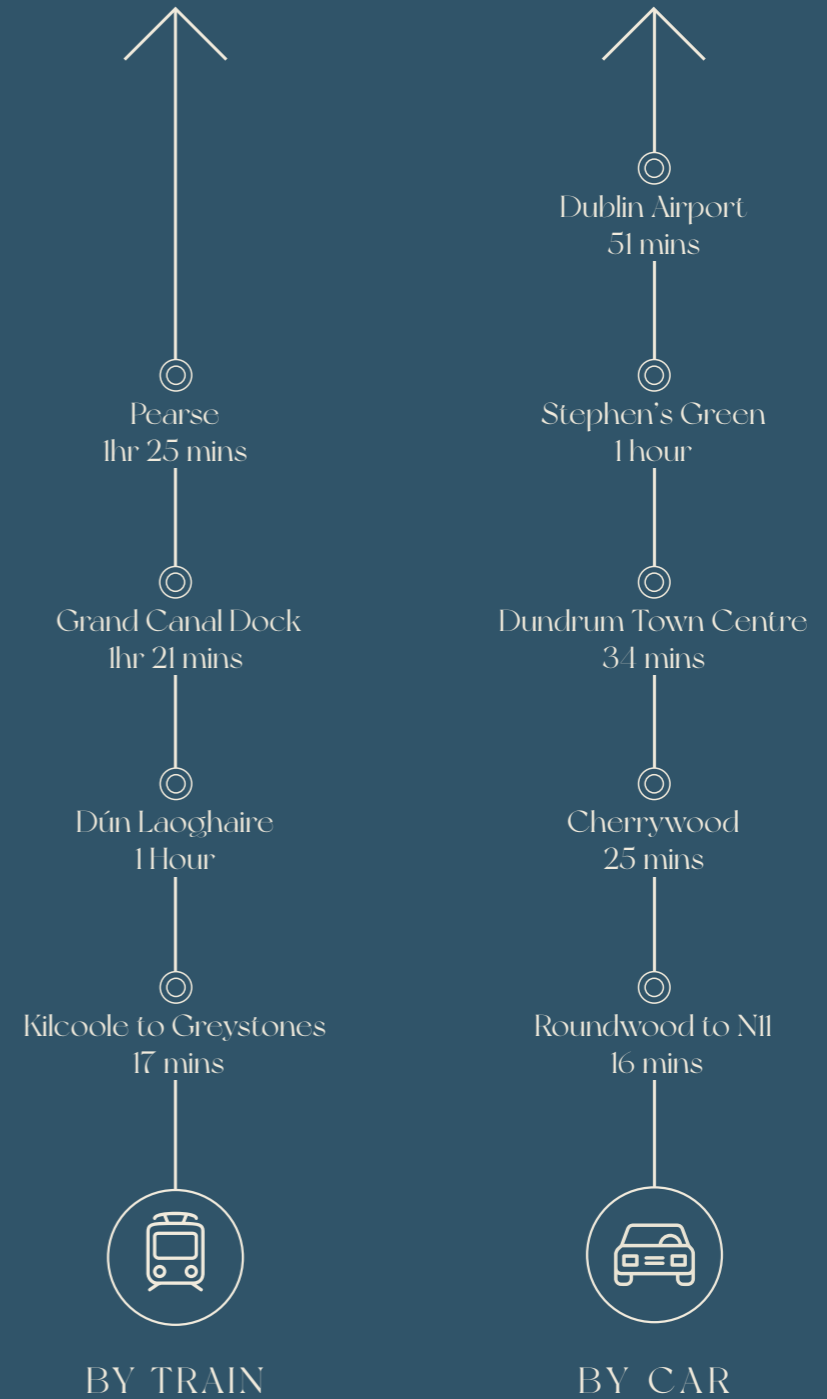 Pearse
1hr 25 mins
Grand Canal Dock
1hr 21 mins
Dún Laoghaire
1 Hour
Kilcoole to Greystones
17 mins
BY TRAIN
Dublin Airport
51 mins
Stephen's Green
1 hour
Dundrum Town Centre
34 mins
Cherrywood
25 mins
Roundwood to N11
16 mins
BY CAR